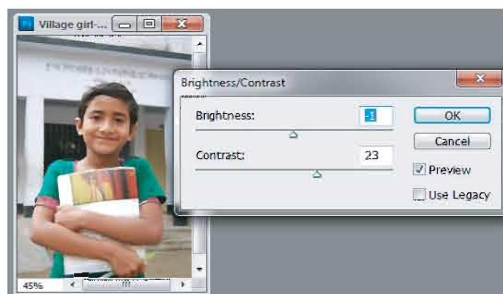 Village girl-...
Brightness/Contrast
Brightness:
-1
OK
Cancel
Contrast:
23
Preview
Use Legacy
45%